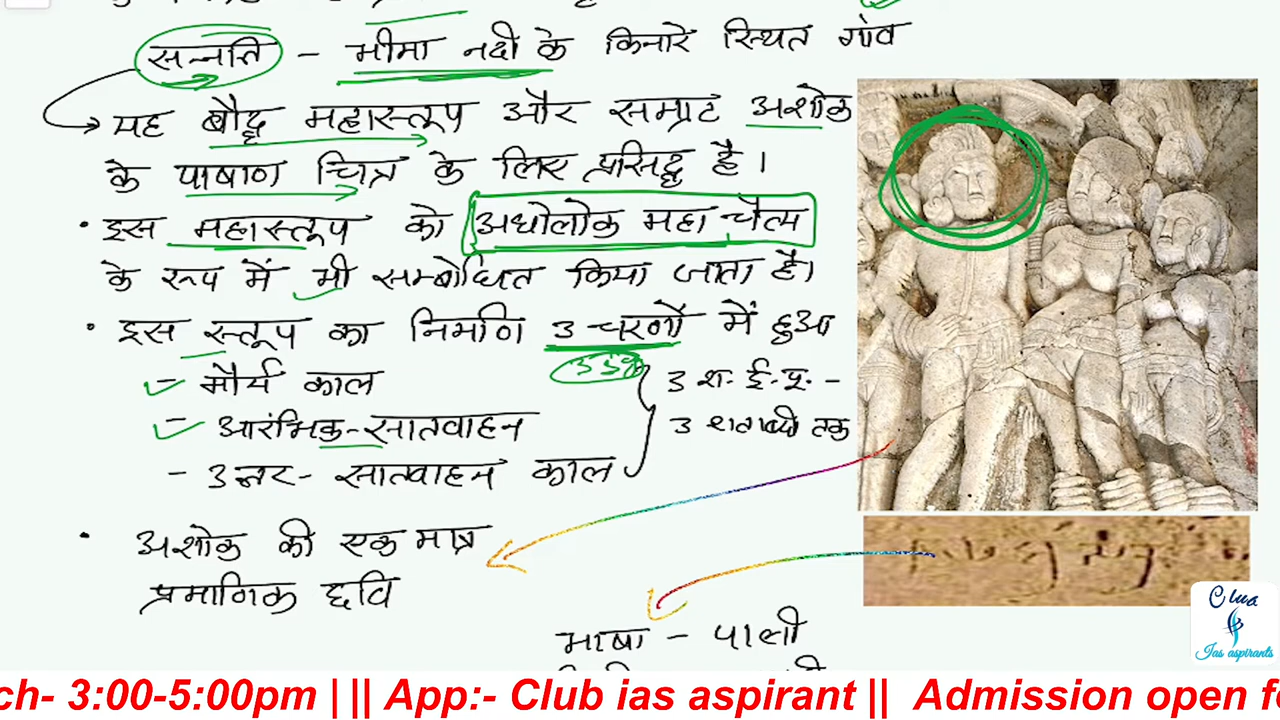 सन्नति - भीमा नदी के किनारे स्थित गांव
यह बौद्ध महास्तूप और सम्राट अशोक
के पाषाण चित्र के लिए प्रसिद्ध है।
• इस महास्तूप को अधोलोक महा चैत्य
के रूप में भी सम्बोधित किया जाता है।
• इस स्तूप का निर्माण 3 चरणों में हुआ
- मौर्य काल
- आरंभिक-सातवाहन
- उत्तर- सातवाहन काल
3 श. ई. पू. -
3 शताब्दी तक
• अशोक की एक मात्र
प्रमाणिक छवि
भाषा - पाली
Club
Ias aspirants
ch- 3:00-5:00pm | || App:- Club ias aspirant || Admission open fo